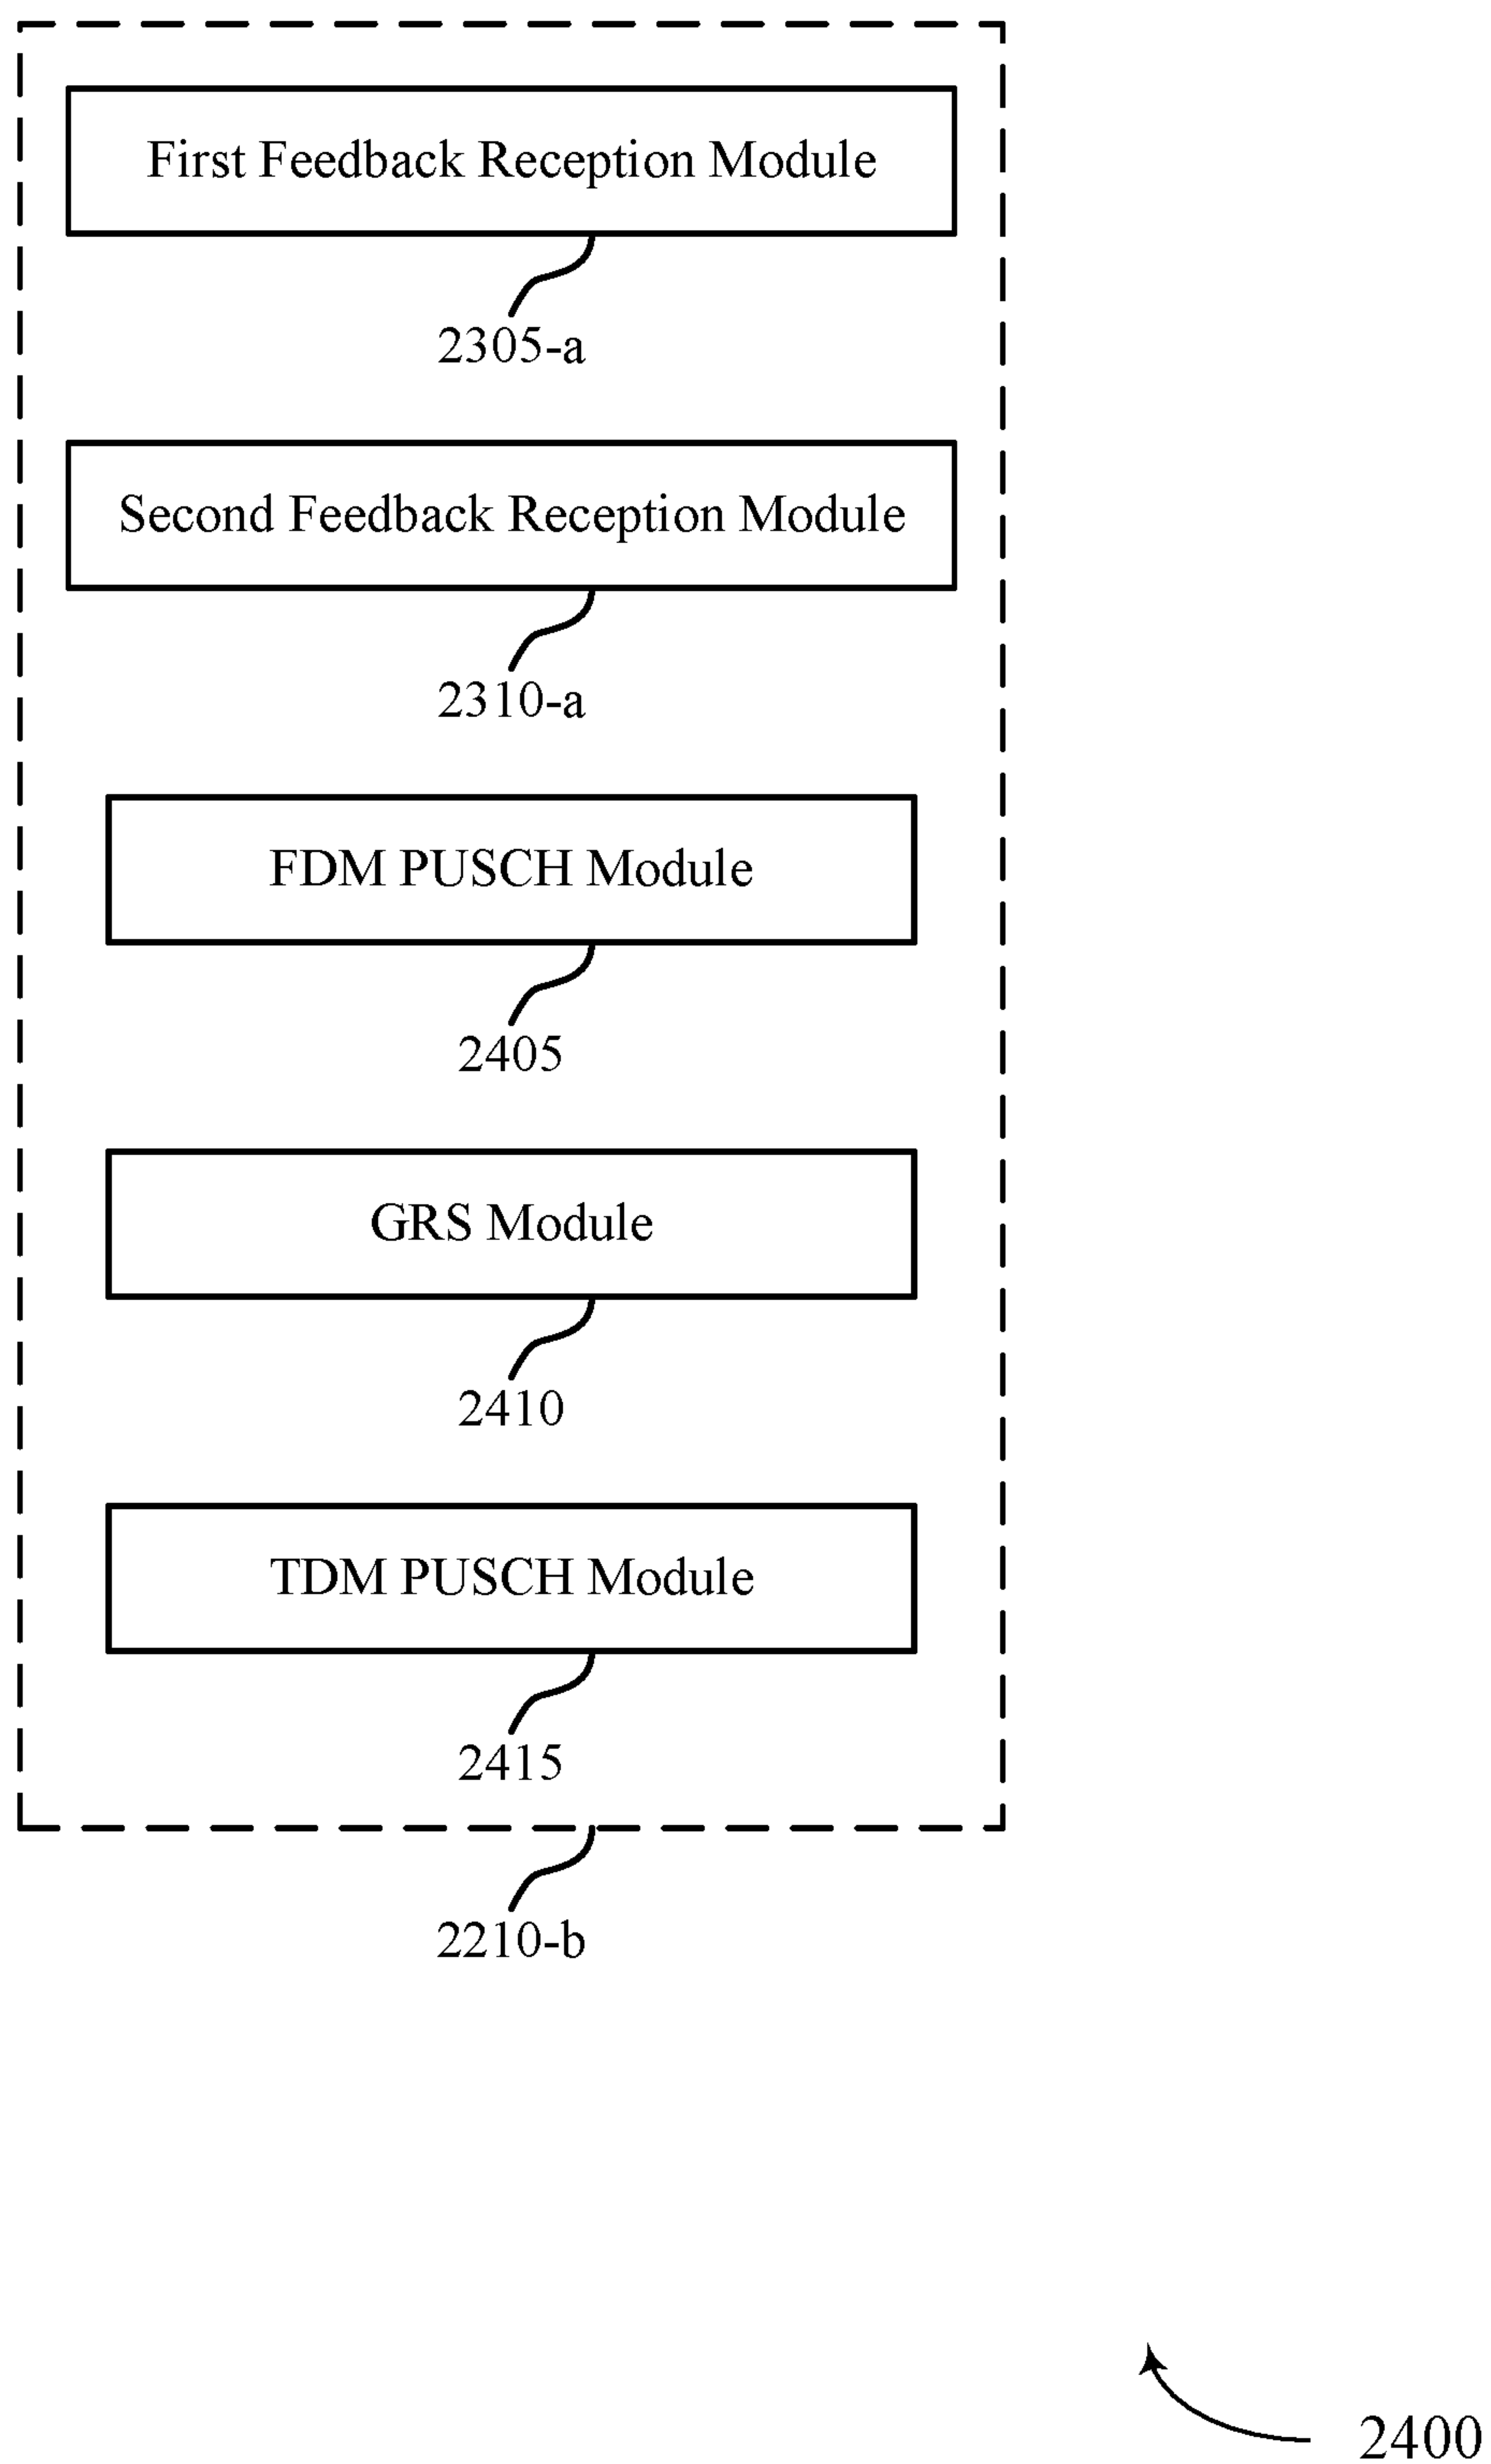 First Feedback Reception Module
2305-a
Second Feedback Reception Module
2310-a
FDM PUSCH Module
2405
GRS Module
2410
TDM PUSCH Module
2415
2210-b
2400